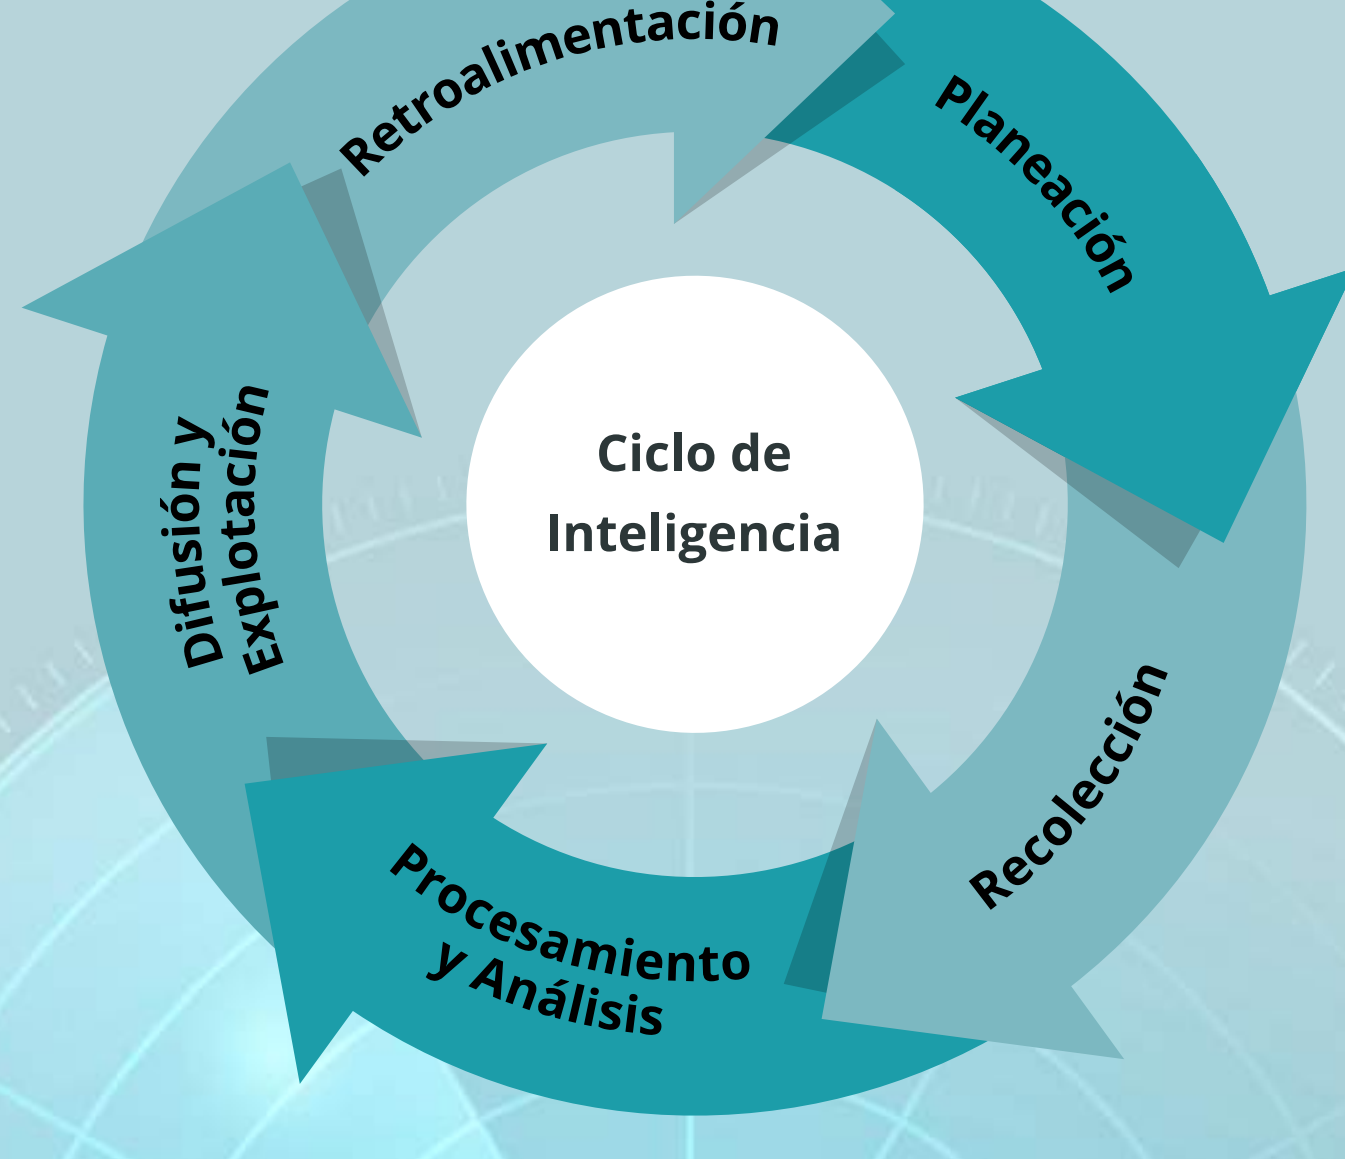 Retroalimentación
Planeación
Ciclo de
Inteligencia
Difusión y
Explotación
Recolección
Procesamiento
y Análisis